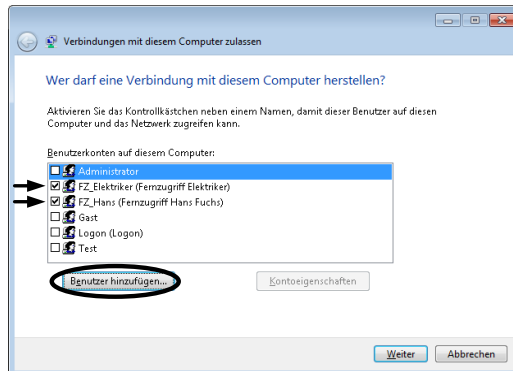 Verbindungen mit diesem Computer zulassen
Wer darf eine Verbindung mit diesem Computer herstellen?
Aktivieren Sie das Kontrollkästchen neben einem Namen, damit dieser Benutzer auf diesen
Computer und das Netzwerk zugreifen kann.
Benutzerkonten auf diesem Computer:
Administrator
FZ_Elektriker (Fernzugriff Elektriker)
FZ_Hans (Fernzugriff Hans Fuchs)
Gast
Logon (Logon)
Test
Benutzer hinzufügen... Kontoeigenschaften
Weiter Abbrechen